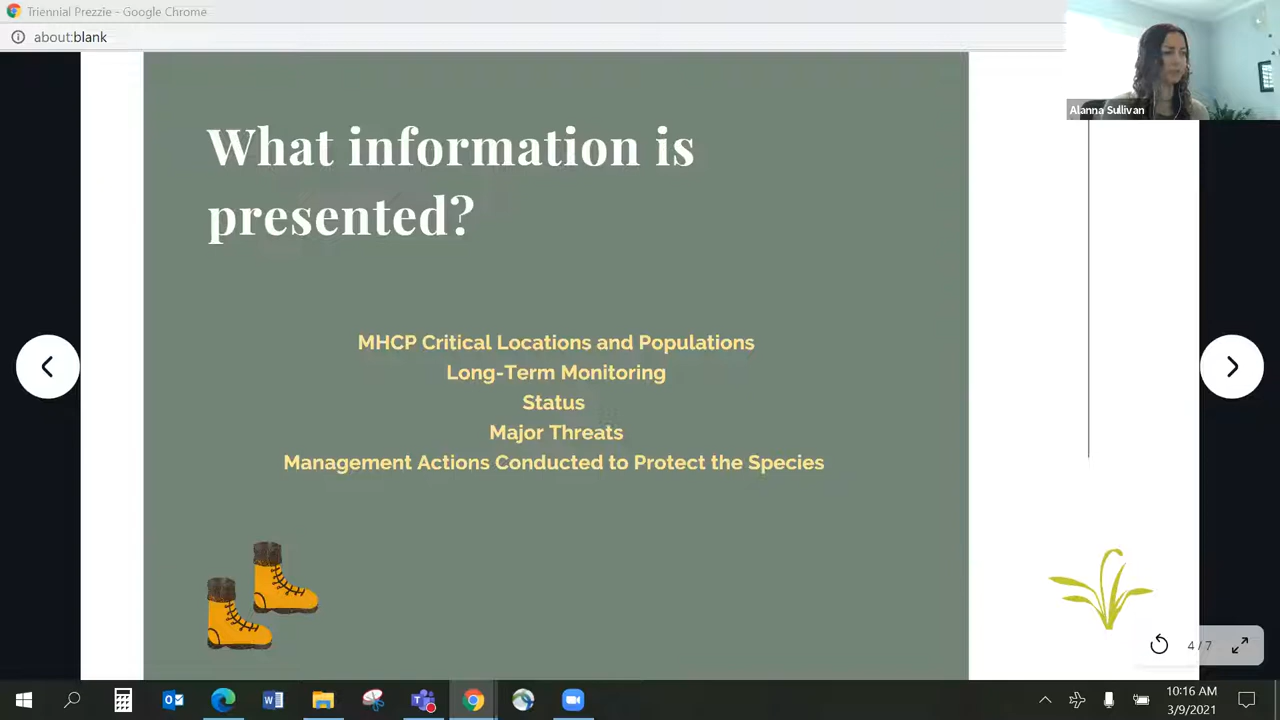 Triennial Prezzie - Google Chrome
about:blank
Alanna Sullivan
What information is
presented?
MHCP Critical Locations and Populations
Long-Term Monitoring
Status
Major Threats
Management Actions Conducted to Protect the Species
4 / 7
10:16 AM
3/9/2021